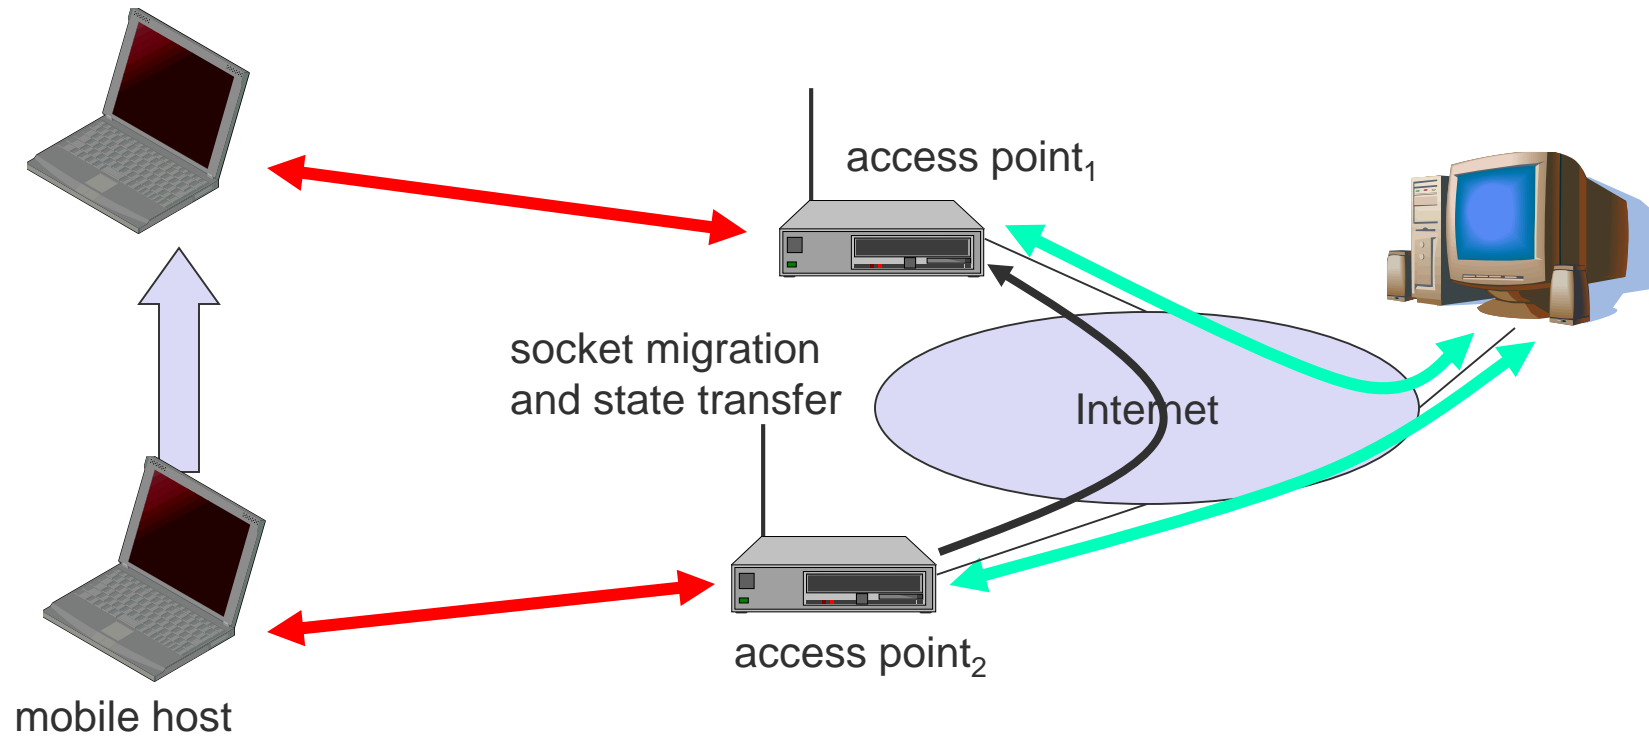 access point₁
socket migration
and state transfer
Internet
access point₂
mobile host